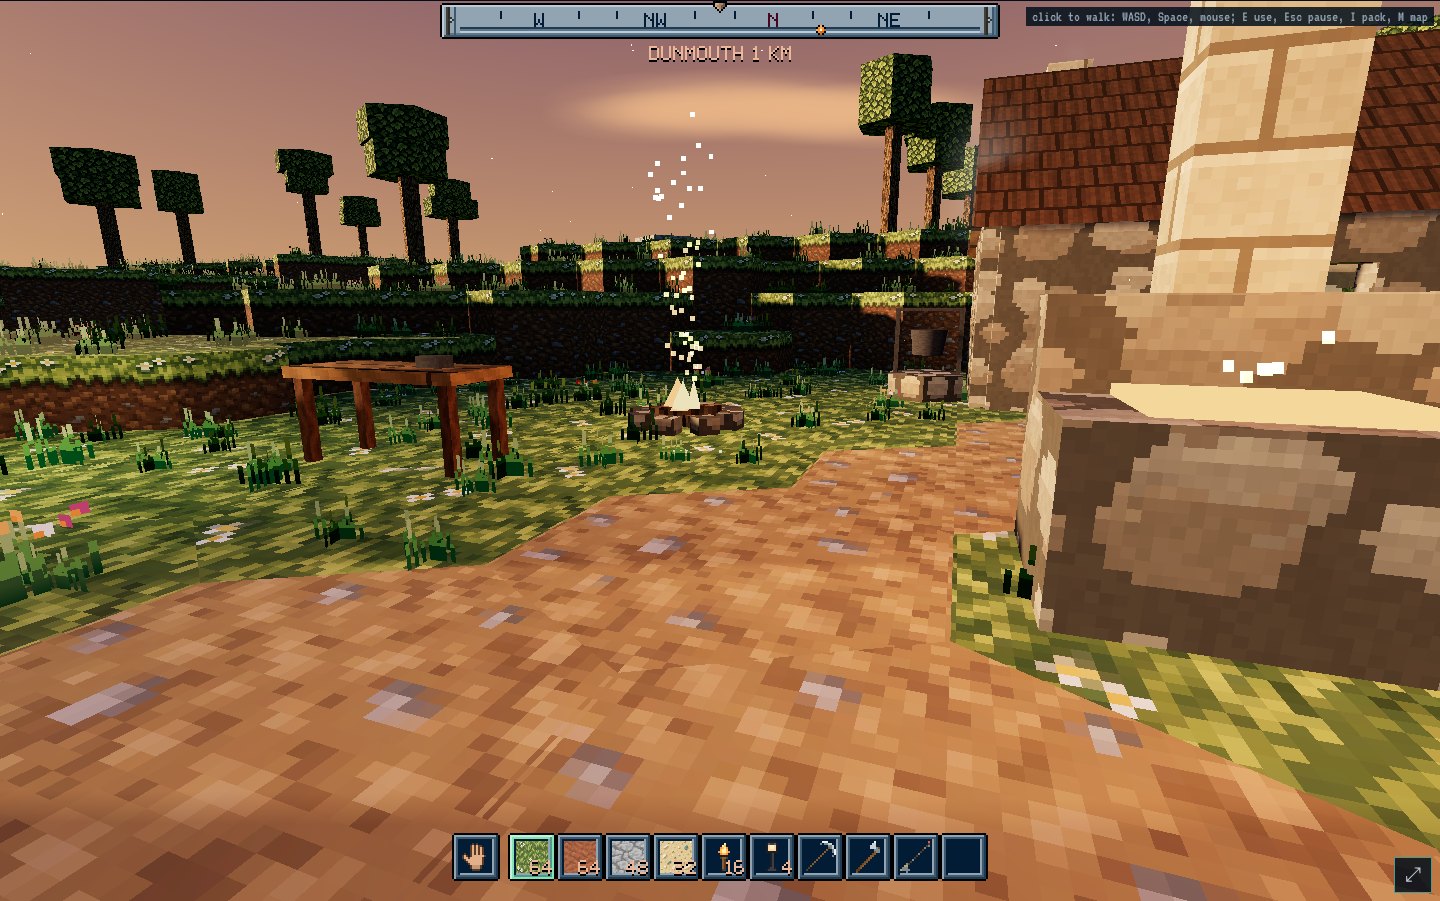 W NW N NE
click to walk: WASD, Space, mouse; E use, Esc pause, I pack, M map
DUNMOUTH 1 KM
64 64 48 32 16 4